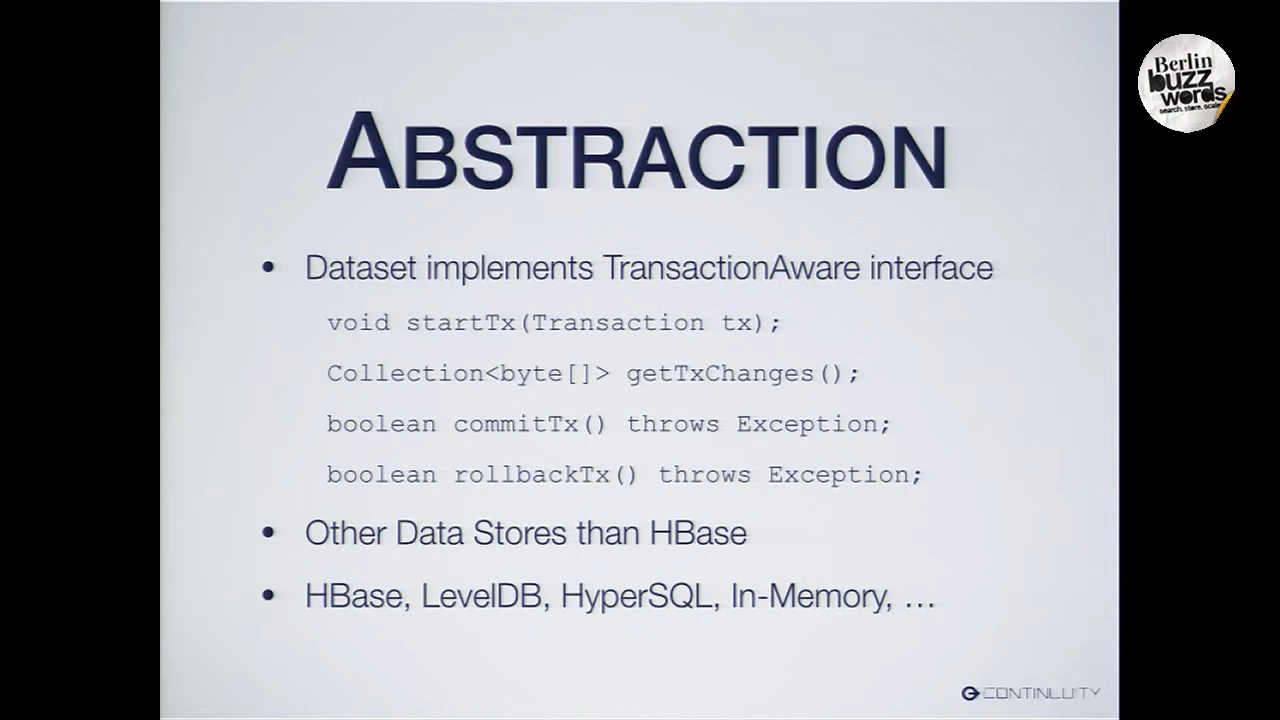 Berlin
buzz
words
search. store. scale
ABSTRACTION
• Dataset implements TransactionAware interface
void startTx(Transaction tx);
Collection<byte[]> getTxChanges();
boolean commitTx() throws Exception;
boolean rollbackTx() throws Exception;
• Other Data Stores than HBase
• HBase, LevelDB, HyperSQL, In-Memory, …
CONTINUUITY